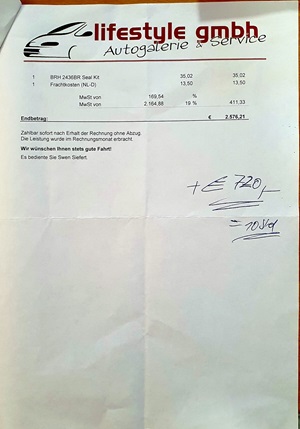 lifestyle gmbh
Autogalerie & Service
1 BRH 2436BR Seal Kit 35,02 35,02
1 Frachtkosten (NL-D) 13,50 13,50
MwSt von 169,54 %
MwSt von 2.164,88 19 % 411,33
Endbetrag: € 2.576,21
Zahlbar sofort nach Erhalt der Rechnung ohne Abzug.
Die Leistung wurde im Rechnungsmonat erbracht.
Wir wünschen Ihnen stets gute Fahrt!
Es bediente Sie Swen Siefert.
+ € 720,-
= 10 Std